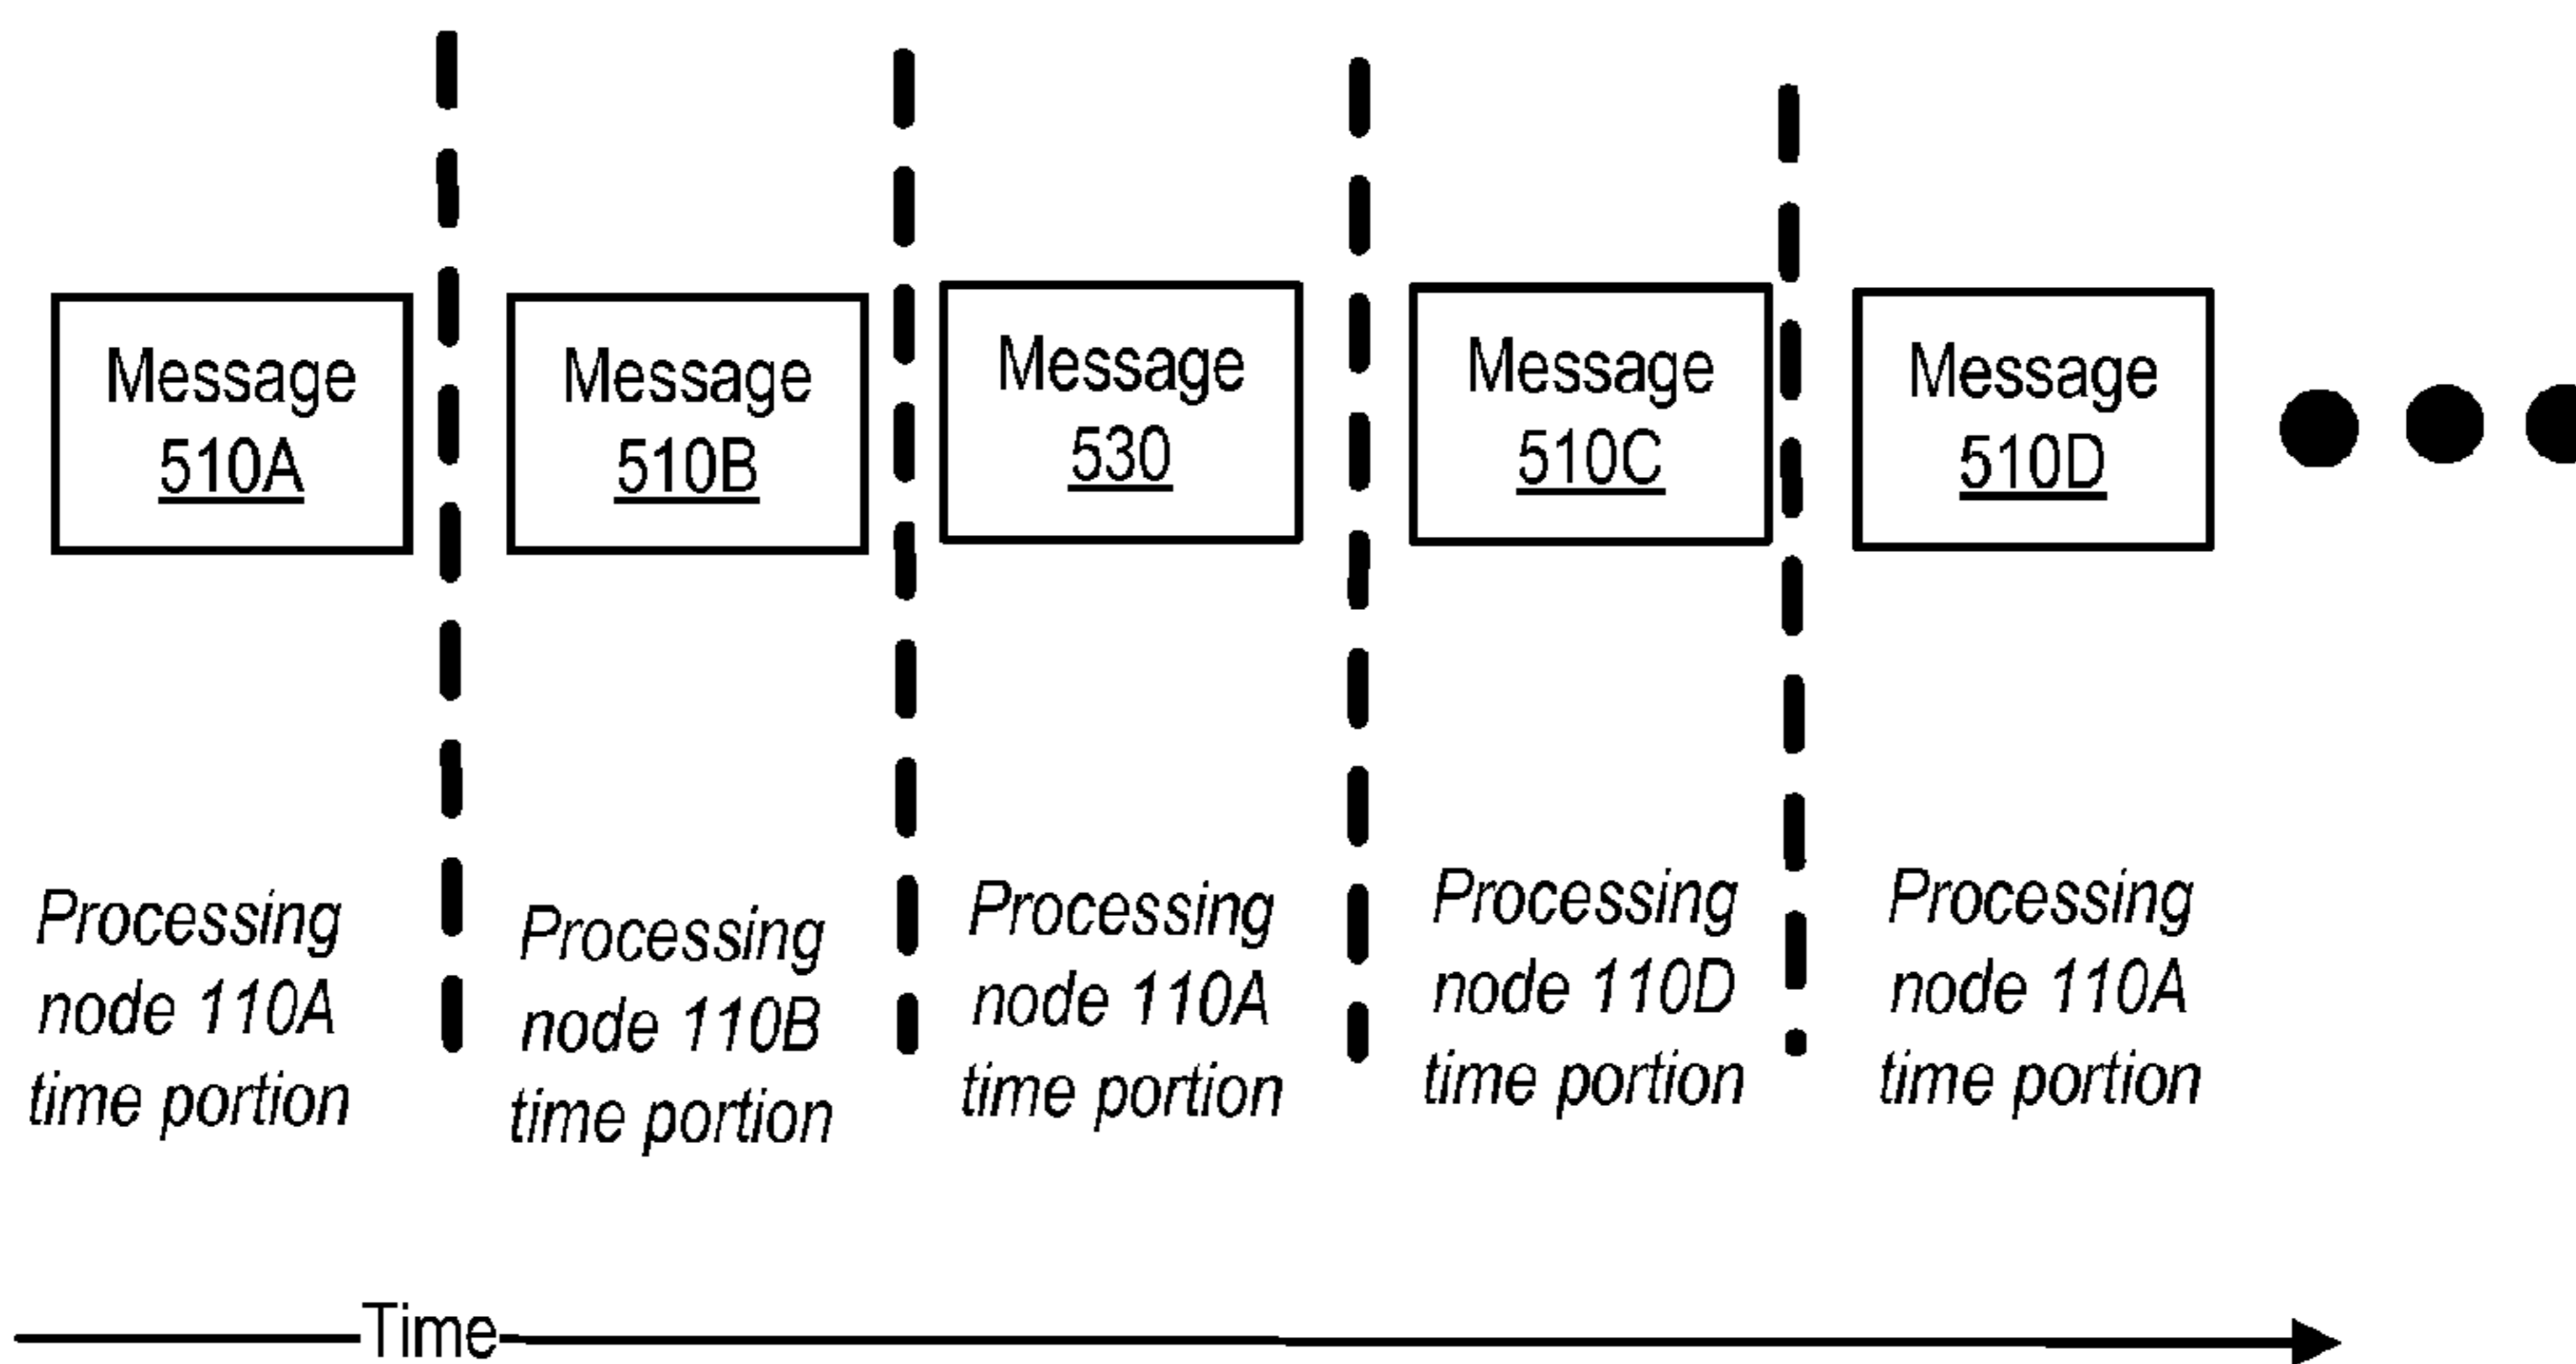 Message
510A
Message
510B
Message
530
Message
510C
Message
510D
Processing
node 110A
time portion
Processing
node 110B
time portion
Processing
node 110A
time portion
Processing
node 110D
time portion
Processing
node 110A
time portion
Time